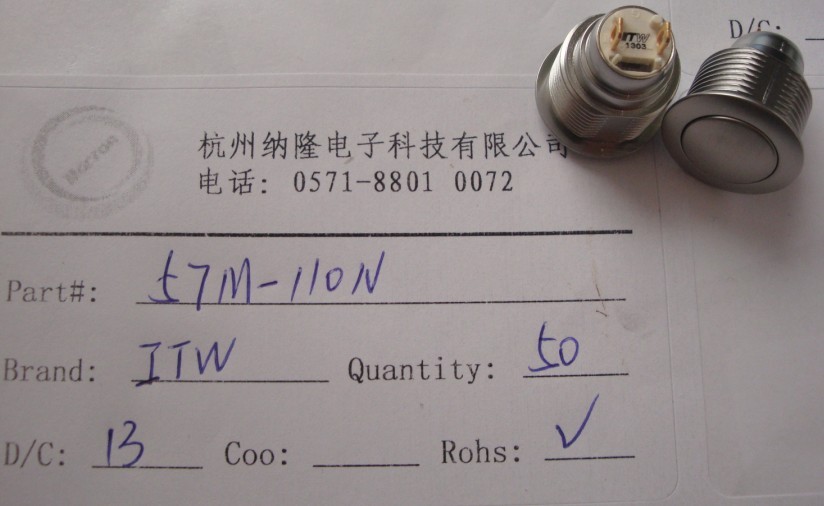 D/C:
ITW
1303
杭州纳隆电子科技有限公司
电话: 0571-8801 0072
Part#: 57M-110N
Brand: ITW Quantity: 50
D/C: 13 Coo: Rohs: ✓